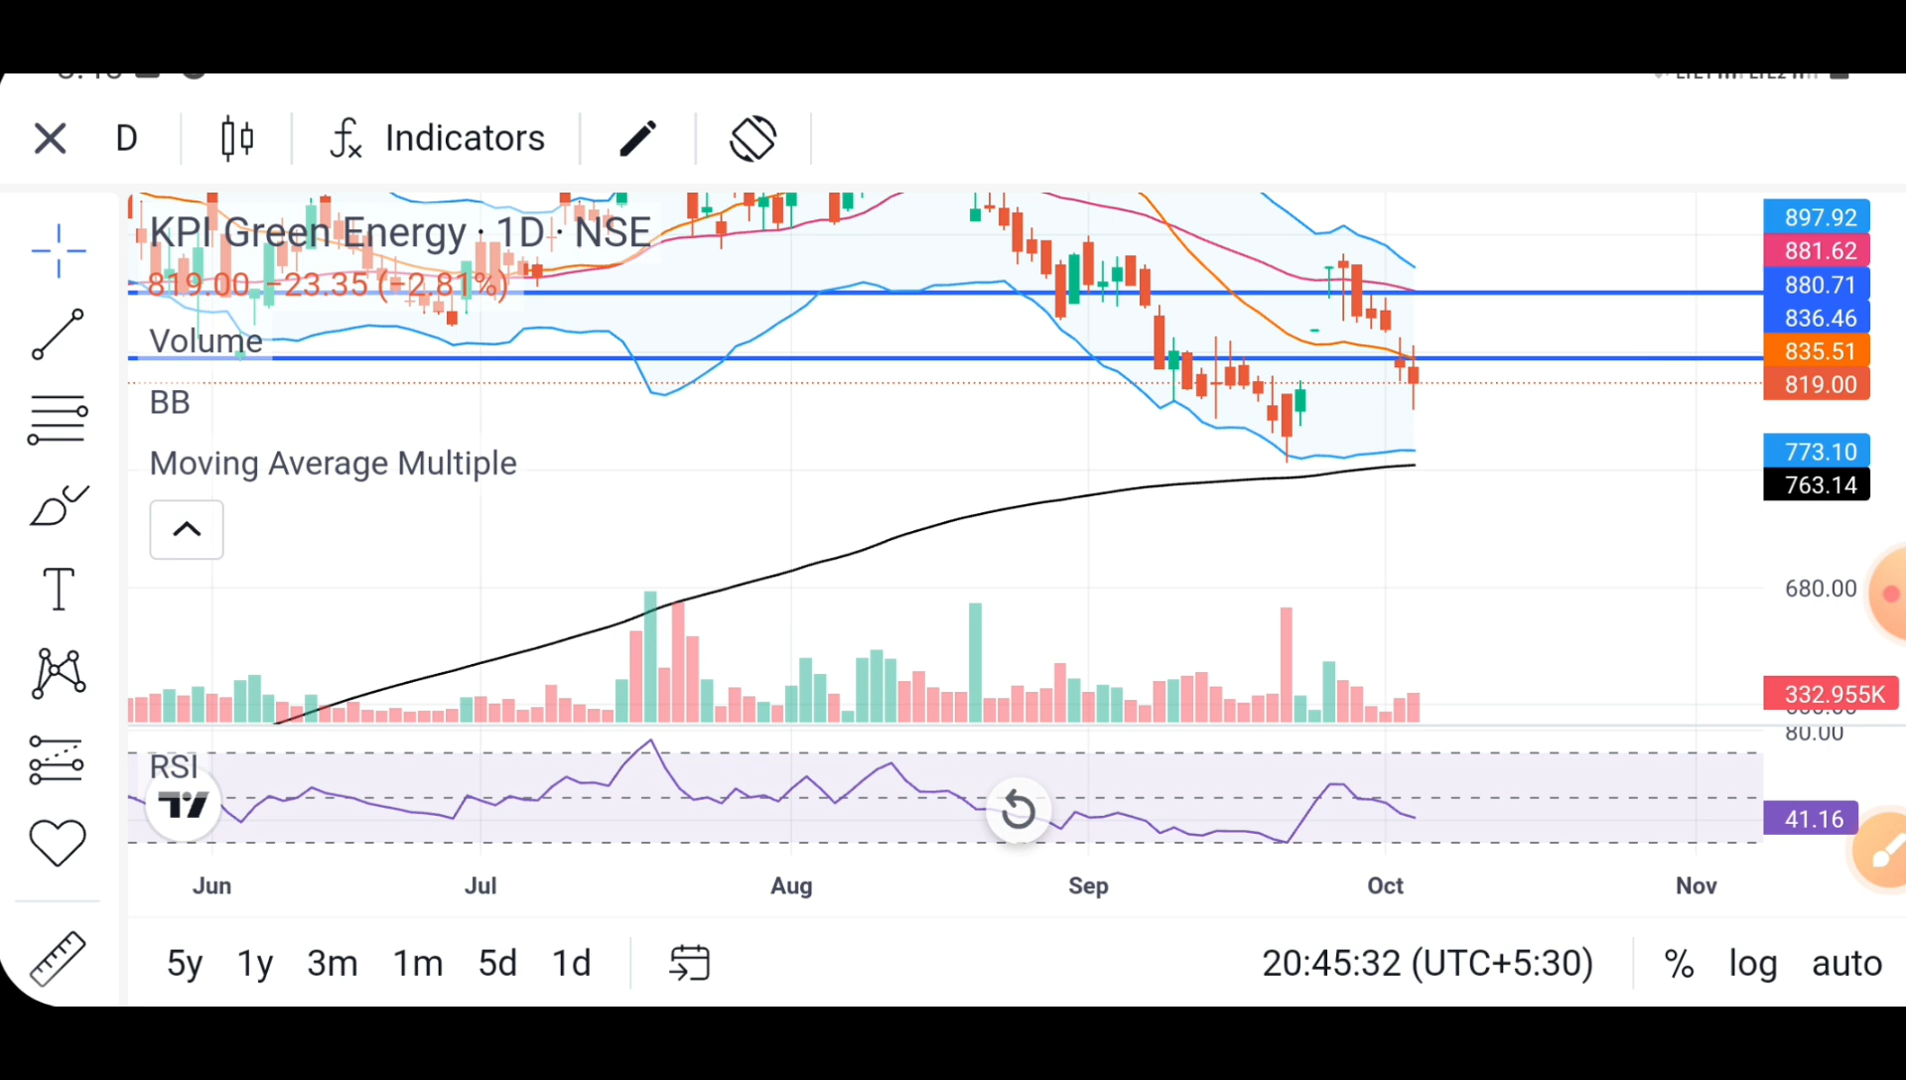 D
Indicators
KPI Green Energy · 1D · NSE
819.00 −23.35 (−2.81%)
Volume
BB
Moving Average Multiple
897.92
881.62
880.71
836.46
835.51
819.00
773.10
763.14
680.00
332.955K
80.00
RSI
41.16
Jun Jul Aug Sep Oct Nov
5y 1y 3m 1m 5d 1d
20:45:32 (UTC+5:30) % log auto